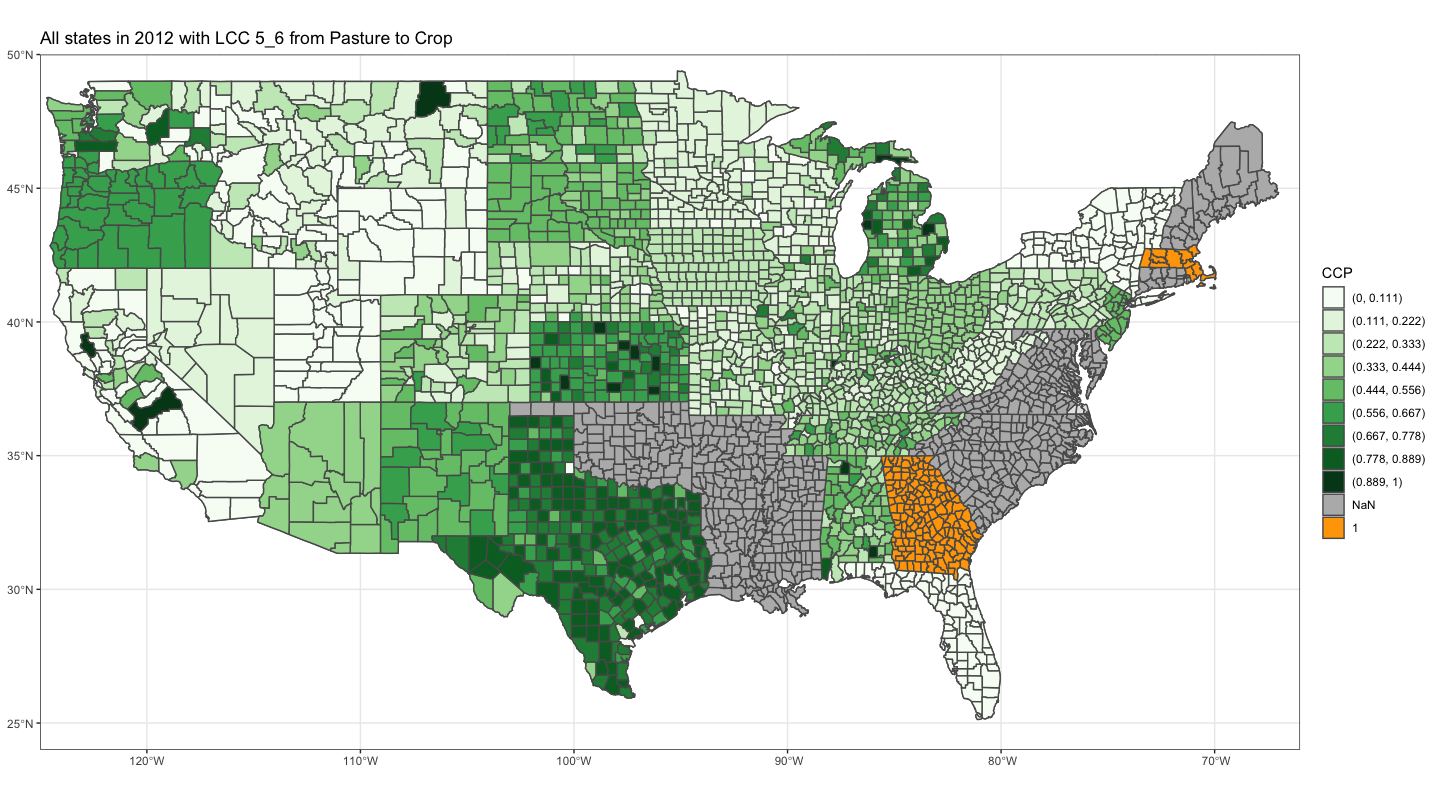 All states in 2012 with LCC 5_6 from Pasture to Crop
50°N
45°N
40°N
35°N
30°N
25°N
120°W
110°W
100°W
90°W
80°W
70°W
CCP
(0, 0.111)
(0.111, 0.222)
(0.222, 0.333)
(0.333, 0.444)
(0.444, 0.556)
(0.556, 0.667)
(0.667, 0.778)
(0.778, 0.889)
(0.889, 1)
NaN
1